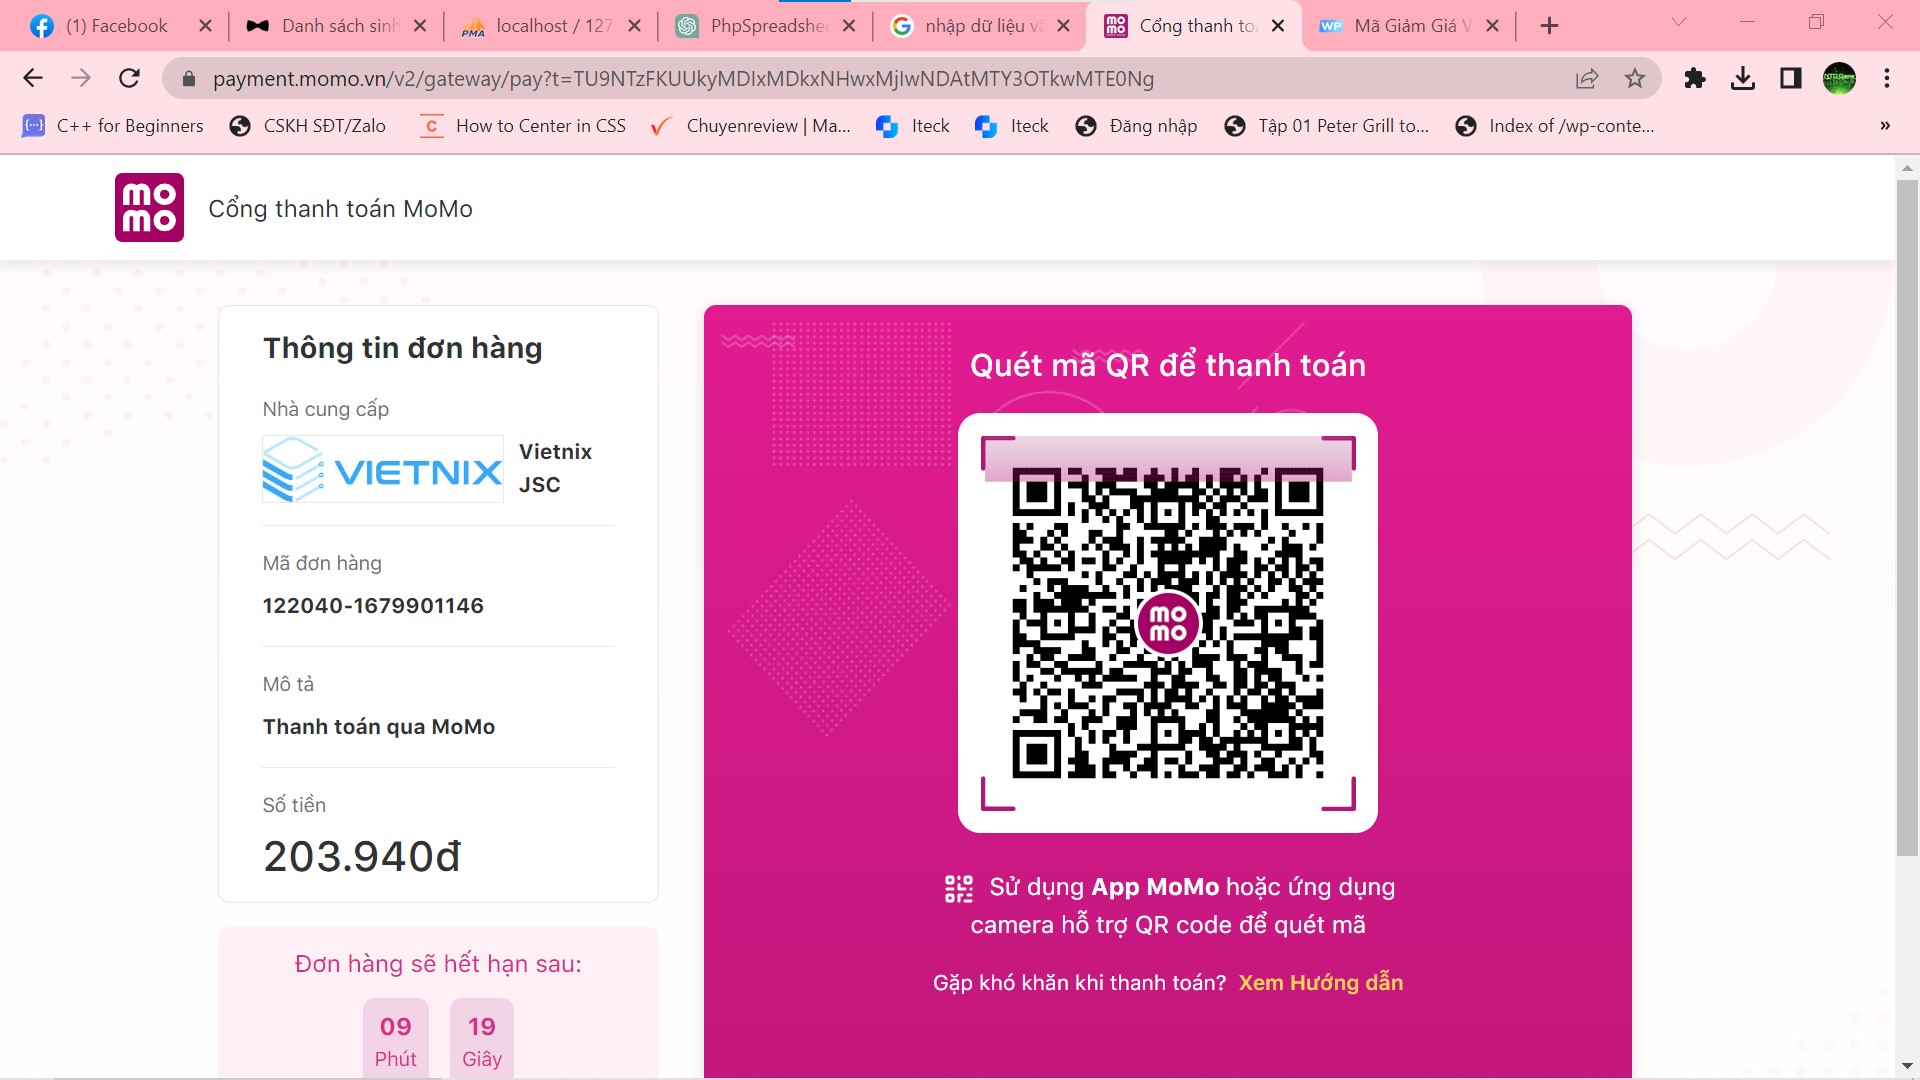 (1) Facebook
Danh sách sinh
localhost / 127
PhpSpreadshee
nhập dữ liệu và
Cổng thanh toá
Mã Giảm Giá V
payment.momo.vn/v2/gateway/pay?t=TU9NTzFKUUkyMDIxMDkxNHwxMjIwNDAtMTY3OTkwMTE0Ng
C++ for Beginners
CSKH SĐT/Zalo
How to Center in CSS
Chuyenreview | Ma...
Iteck
Iteck
Đăng nhập
Tập 01 Peter Grill to...
Index of /wp-conte...
»
mo
mo
Cổng thanh toán MoMo
Thông tin đơn hàng
Nhà cung cấp
VIETNIX
Vietnix
JSC
Mã đơn hàng
122040-1679901146
Mô tả
Thanh toán qua MoMo
Số tiền
203.940đ
Đơn hàng sẽ hết hạn sau:
09
Phút
19
Giây
Quét mã QR để thanh toán
mo
mo
Sử dụng App MoMo hoặc ứng dụng
camera hỗ trợ QR code để quét mã
Gặp khó khăn khi thanh toán? Xem Hướng dẫn